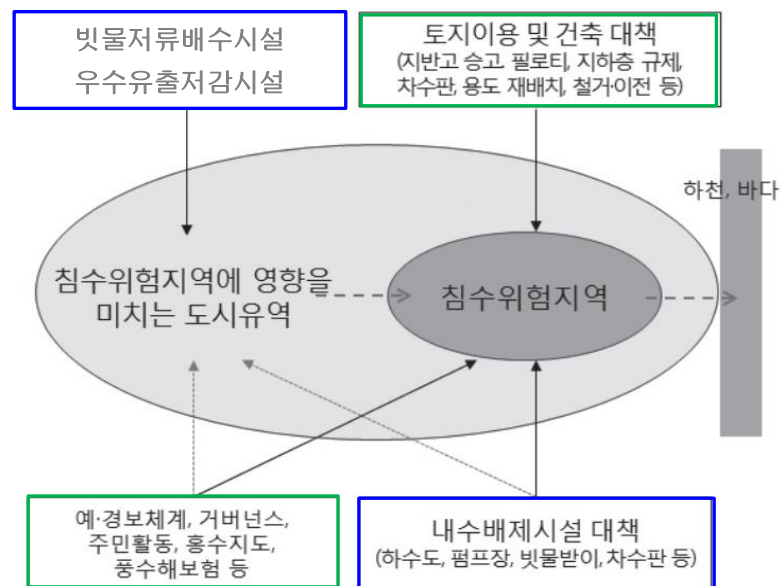 빗물저류배수시설
우수유출저감시설
토지이용 및 건축 대책
(지반고 승고. 필로티, 지하층 규제,
차수판, 용도 재배치, 철거·이전 등)
하천, 바다
침수위험지역에 영향을
미치는 도시유역
침수위험지역
예·경보체계, 거버넌스,
주민활동, 홍수지도,
풍수해보험 등
내수배제시설 대책
(하수도, 펌프장, 빗물받이, 차수판 등)